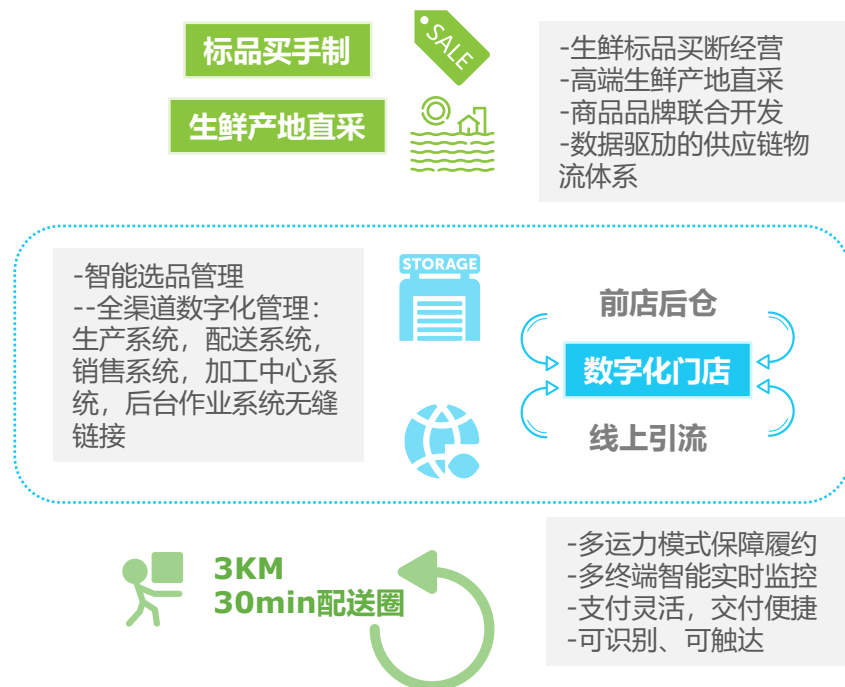 标品买手制
SALE
生鲜产地直采
-生鲜标品买断经营
-高端生鲜产地直采
-商品品牌联合开发
-数据驱励的供应链物
流体系
-智能选品管理
--全渠道数字化管理：
生产系统，配送系统，
销售系统，加工中心系
统，后台作业系统无缝
链接
STORAGE
前店后仓
数字化门店
线上引流
3KM
30min配送圈
-多运力模式保障履约
-多终端智能实时监控
-支付灵活，交付便捷
-可识别、可触达